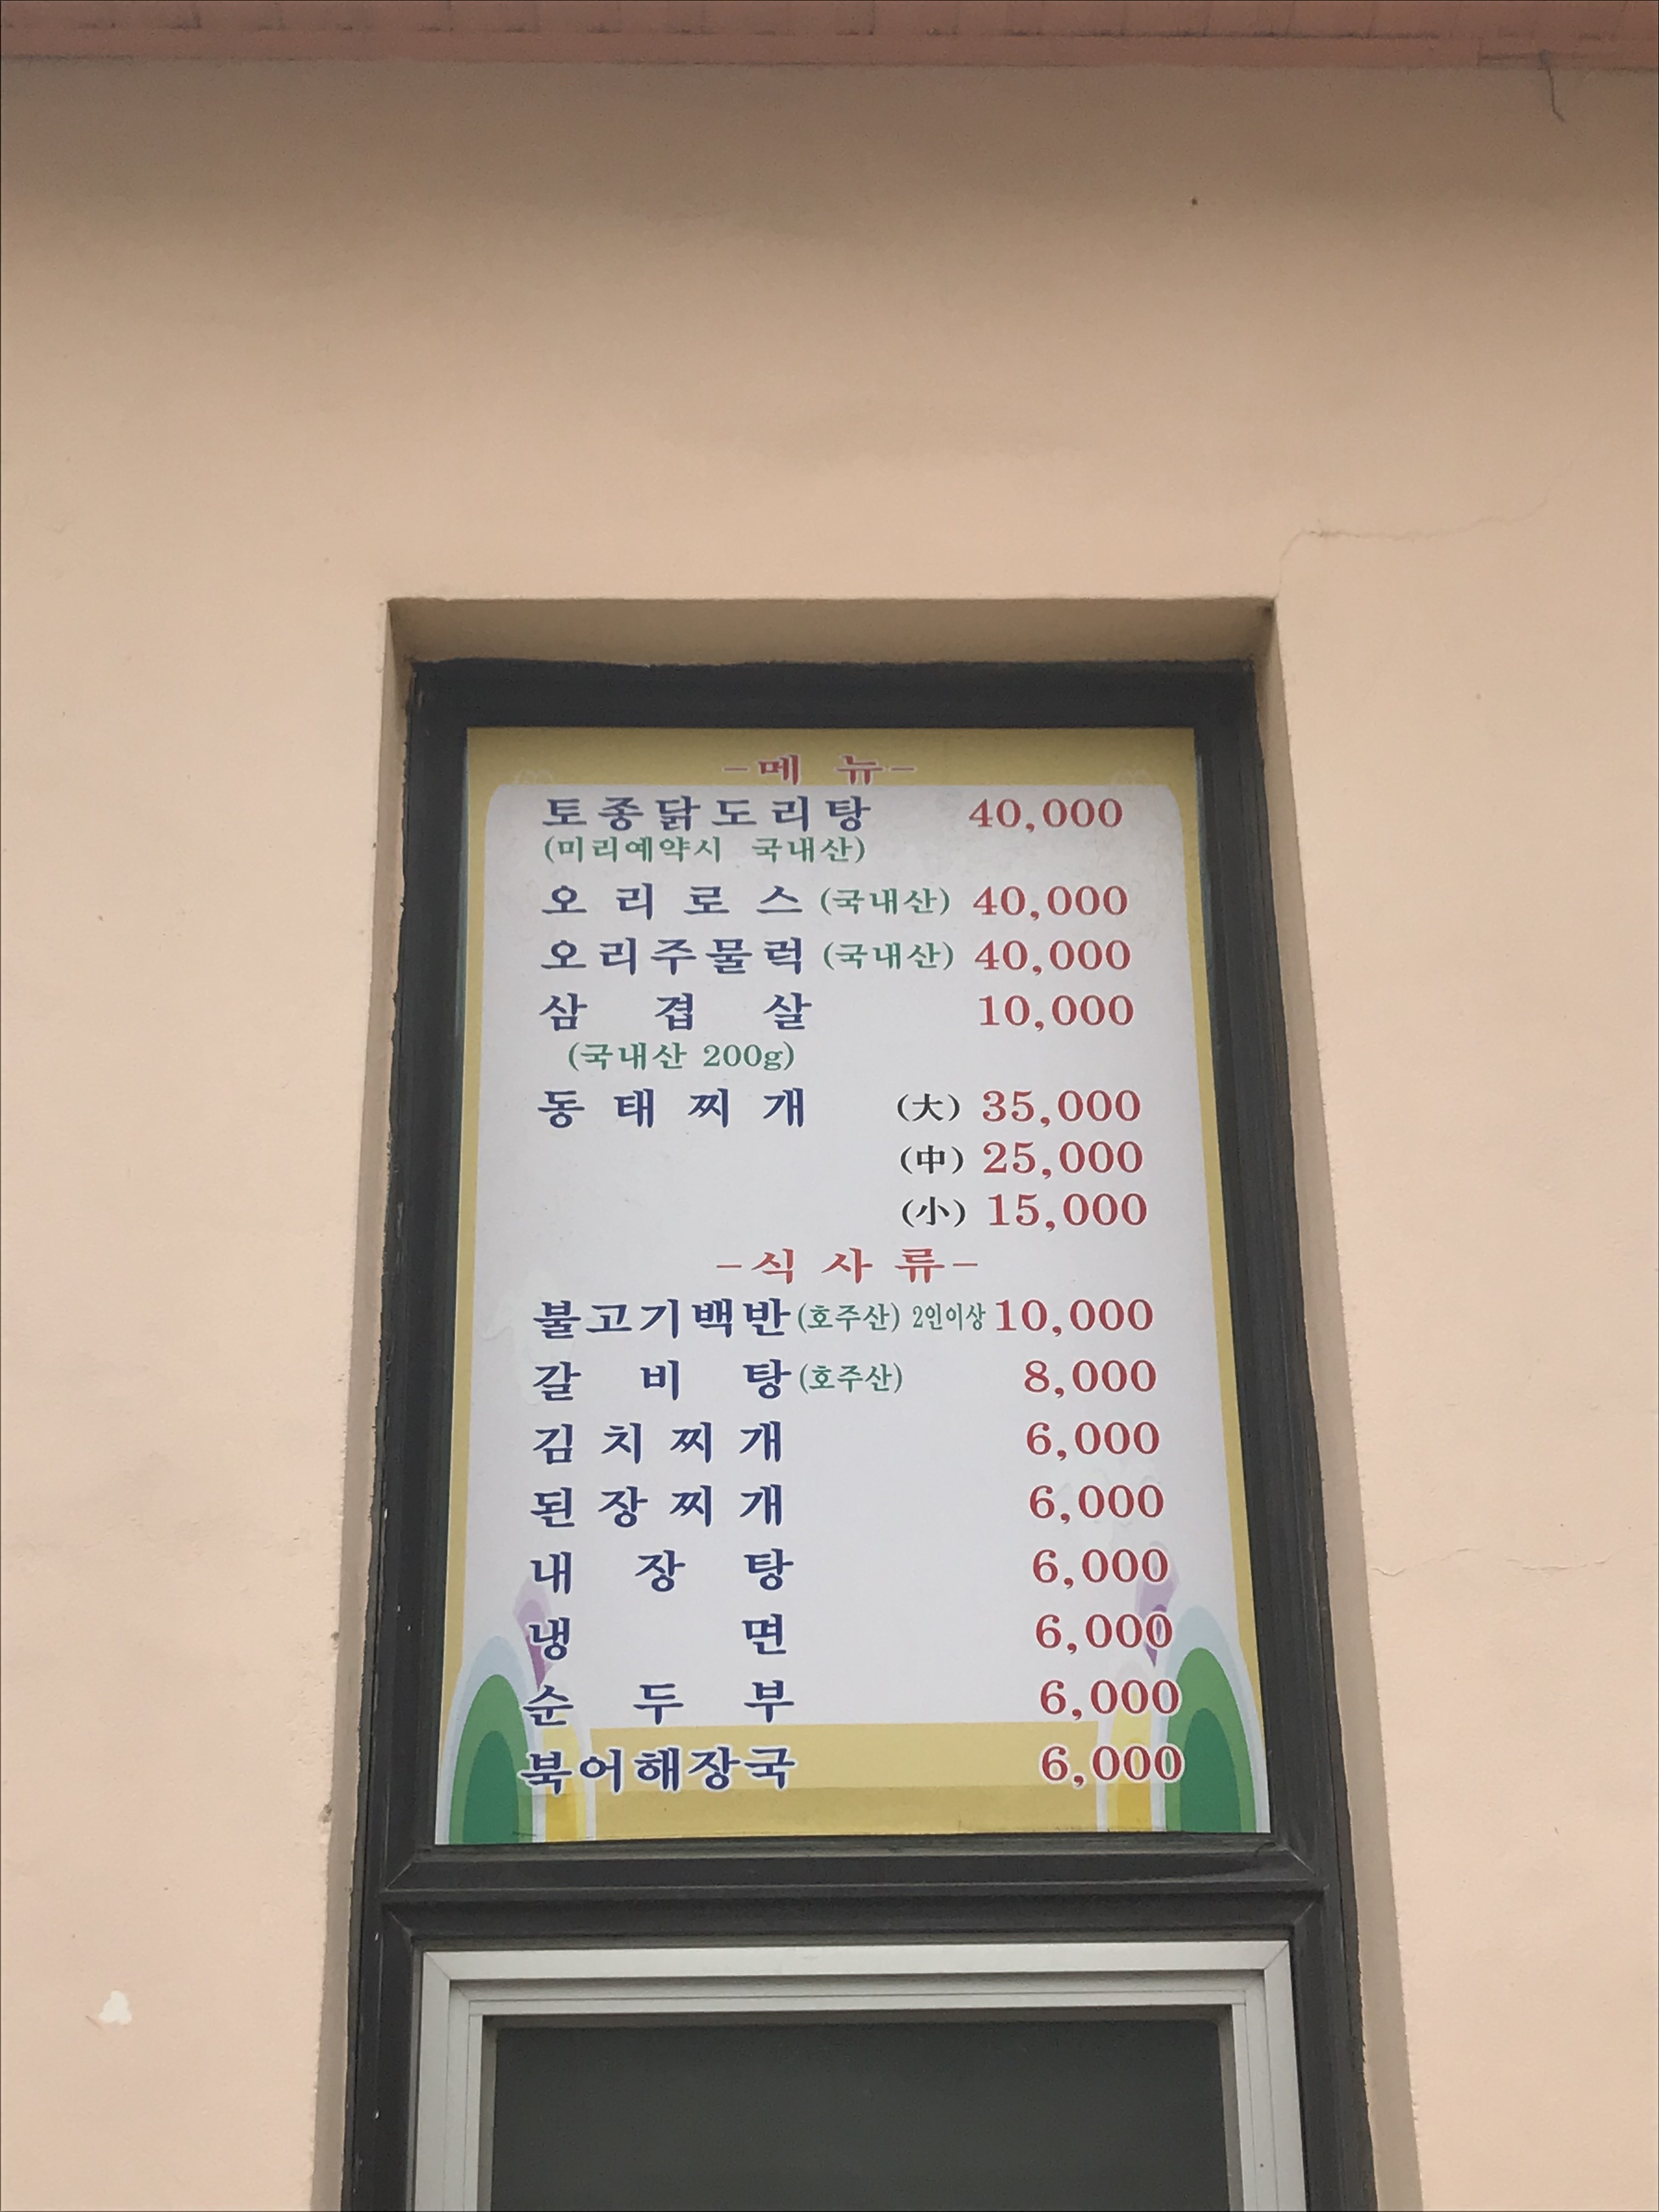 -메 뉴-
토종닭도리탕 40,000
(미리예약시 국내산)
오리로스 (국내산) 40,000
오리주물럭 (국내산) 40,000
삼겹살 10,000
(국내산 200g)
동태찌개 (大) 35,000
(中) 25,000
(小) 15,000
-식사류-
불고기백반(호주산) 2인이상 10,000
갈비탕(호주산) 8,000
김치찌개 6,000
된장찌개 6,000
내장탕 6,000
냉면 6,000
순두부 6,000
북어해장국 6,000